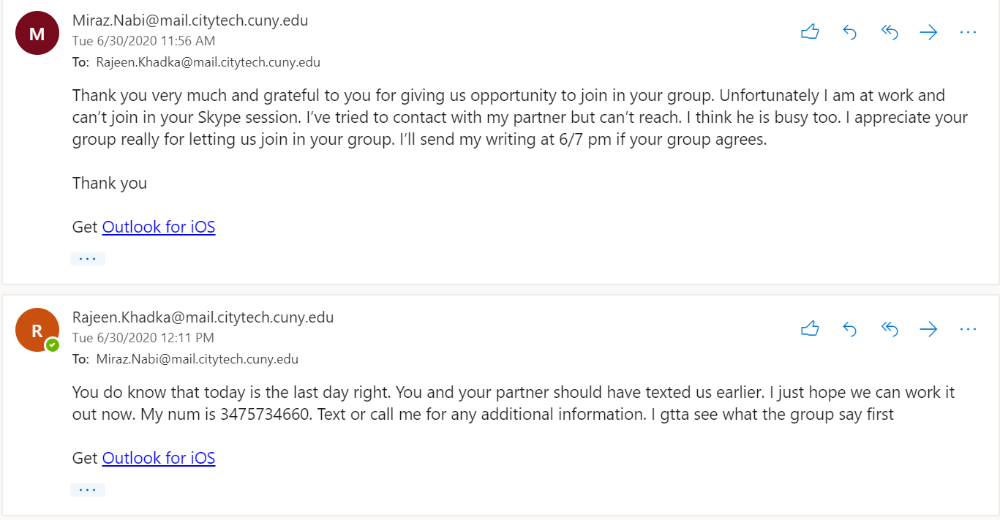 M
Miraz.Nabi@mail.citytech.cuny.edu
Tue 6/30/2020 11:56 AM
To: Rajeen.Khadka@mail.citytech.cuny.edu
Thank you very much and grateful to you for giving us opportunity to join in your group. Unfortunately I am at work and
can’t join in your Skype session. I’ve tried to contact with my partner but can’t reach. I think he is busy too. I appreciate your
group really for letting us join in your group. I’ll send my writing at 6/7 pm if your group agrees.
Thank you
Get Outlook for iOS
R
Rajeen.Khadka@mail.citytech.cuny.edu
Tue 6/30/2020 12:11 PM
To: Miraz.Nabi@mail.citytech.cuny.edu
You do know that today is the last day right. You and your partner should have texted us earlier. I just hope we can work it
out now. My num is 3475734660. Text or call me for any additional information. I gtta see what the group say first
Get Outlook for iOS